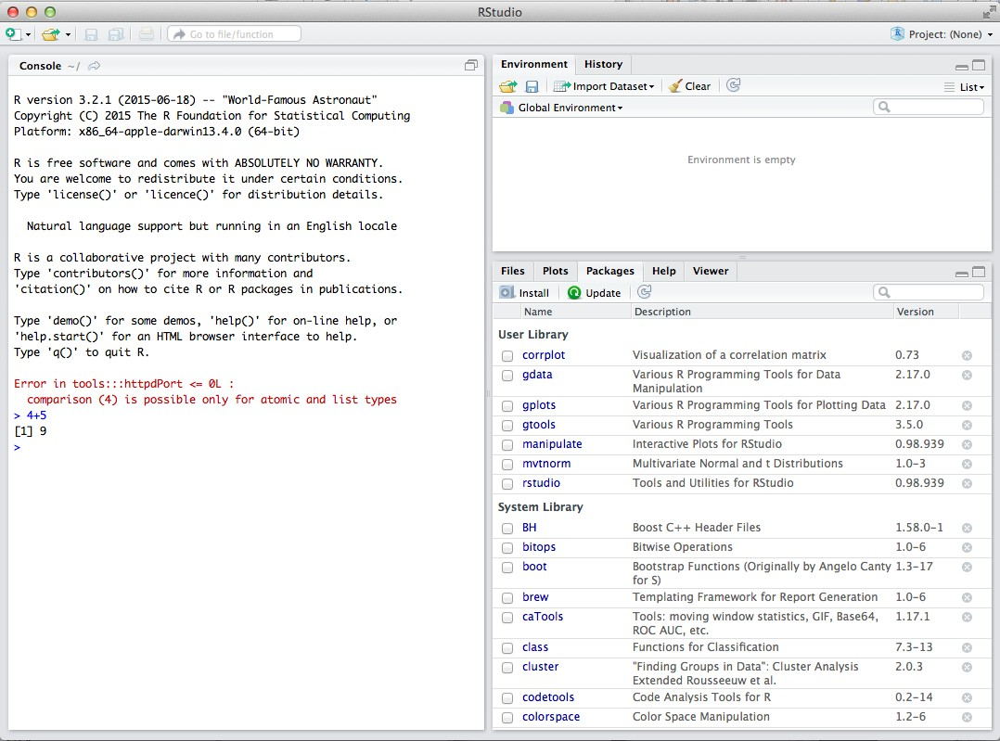 RStudio
Go to file/function
Project: (None)
Console ~/
R version 3.2.1 (2015-06-18) -- "World-Famous Astronaut"
Copyright (C) 2015 The R Foundation for Statistical Computing
Platform: x86_64-apple-darwin13.4.0 (64-bit)
R is free software and comes with ABSOLUTELY NO WARRANTY.
You are welcome to redistribute it under certain conditions.
Type 'license()' or 'licence()' for distribution details.
Natural language support but running in an English locale
R is a collaborative project with many contributors.
Type 'contributors()' for more information and
'citation()' on how to cite R or R packages in publications.
Type 'demo()' for some demos, 'help()' for on-line help, or
'help.start()' for an HTML browser interface to help.
Type 'q()' to quit R.
Error in tools:::httpdPort <= 0L :
comparison (4) is possible only for atomic and list types
> 4+5
[1] 9
>
Environment History
Import Dataset Clear List
Global Environment
Environment is empty
Files Plots Packages Help Viewer
Install Update
Name Description Version
User Library
corrplot Visualization of a correlation matrix 0.73
gdata Various R Programming Tools for Data 2.17.0
Manipulation
gplots Various R Programming Tools for Plotting Data 2.17.0
gtools Various R Programming Tools 3.5.0
manipulate Interactive Plots for RStudio 0.98.939
mvtnorm Multivariate Normal and t Distributions 1.0-3
rstudio Tools and Utilities for RStudio 0.98.939
System Library
BH Boost C++ Header Files 1.58.0-1
bitops Bitwise Operations 1.0-6
boot Bootstrap Functions (Originally by Angelo Canty 1.3-17
for S)
brew Templating Framework for Report Generation 1.0-6
caTools Tools: moving window statistics, GIF, Base64, 1.17.1
ROC AUC, etc.
class Functions for Classification 7.3-13
cluster "Finding Groups in Data": Cluster Analysis 2.0.3
Extended Rousseeuw et al.
codetools Code Analysis Tools for R 0.2-14
colorspace Color Space Manipulation 1.2-6